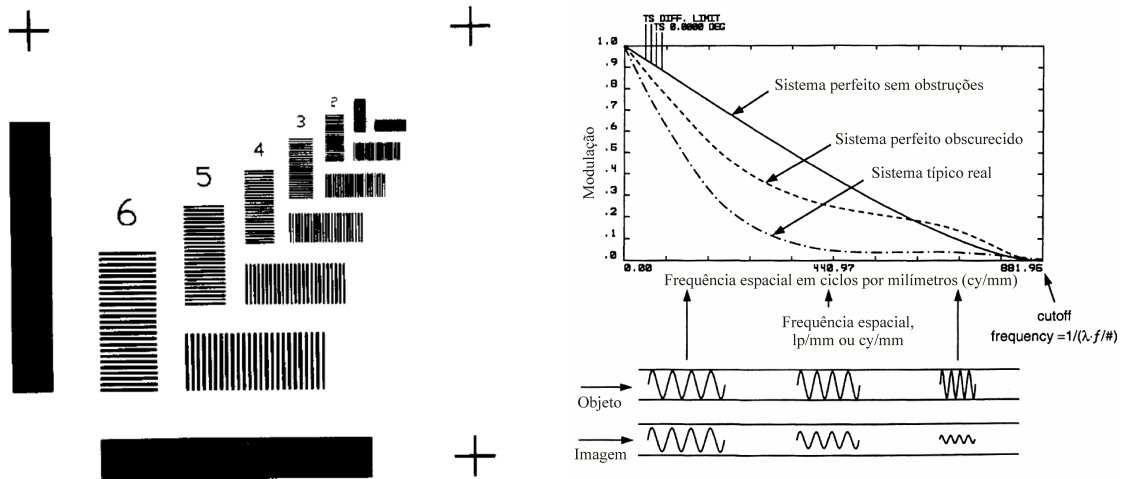 2
3
4
5
6
TS DIFF. LIMIT
TS 0.0000 DEG
1.0
.9
.8
.7
.6
.5
.4
.3
.2
.1
.0
Modulação
Sistema perfeito sem obstruções
Sistema perfeito obscurecido
Sistema típico real
0.00 440.97 881.95
Frequência espacial em ciclos por milímetros (cy/mm)
Frequência espacial,
lp/mm ou cy/mm
cutoff
frequency =1/(λ·ƒ/#)
Objeto
Imagem